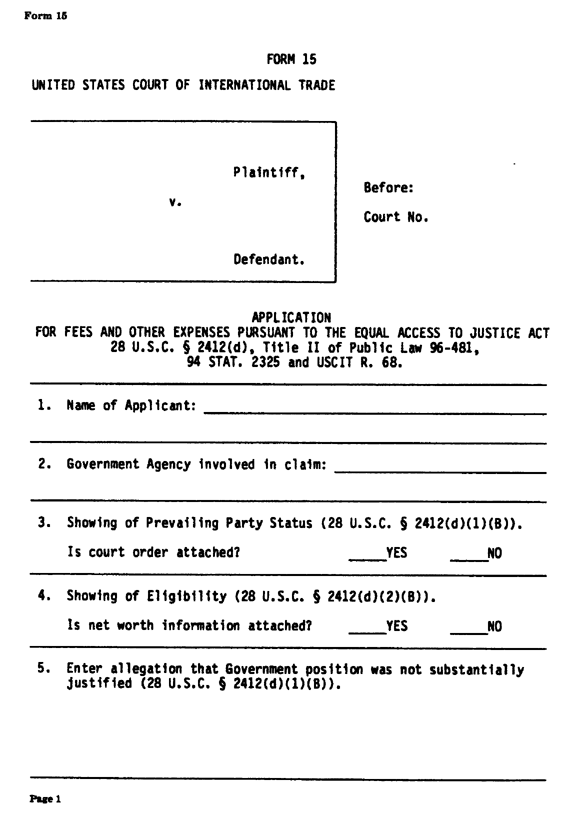 Form 15
FORM 15
UNITED STATES COURT OF INTERNATIONAL TRADE
Plaintiff,
v.
Before:
Court No.
Defendant.
APPLICATION
FOR FEES AND OTHER EXPENSES PURSUANT TO THE EQUAL ACCESS TO JUSTICE ACT
28 U.S.C. § 2412(d), Title II of Public Law 96-481,
94 STAT. 2325 and USCIT R. 68.
1. Name of Applicant:
2. Government Agency involved in claim:
3. Showing of Prevailing Party Status (28 U.S.C. § 2412(d)(1)(B)).
Is court order attached? ____YES ____NO
4. Showing of Eligibility (28 U.S.C. § 2412(d)(2)(B)).
Is net worth information attached? ____YES ____NO
5. Enter allegation that Government position was not substantially
justified (28 U.S.C. § 2412(d)(1)(B)).
Page 1